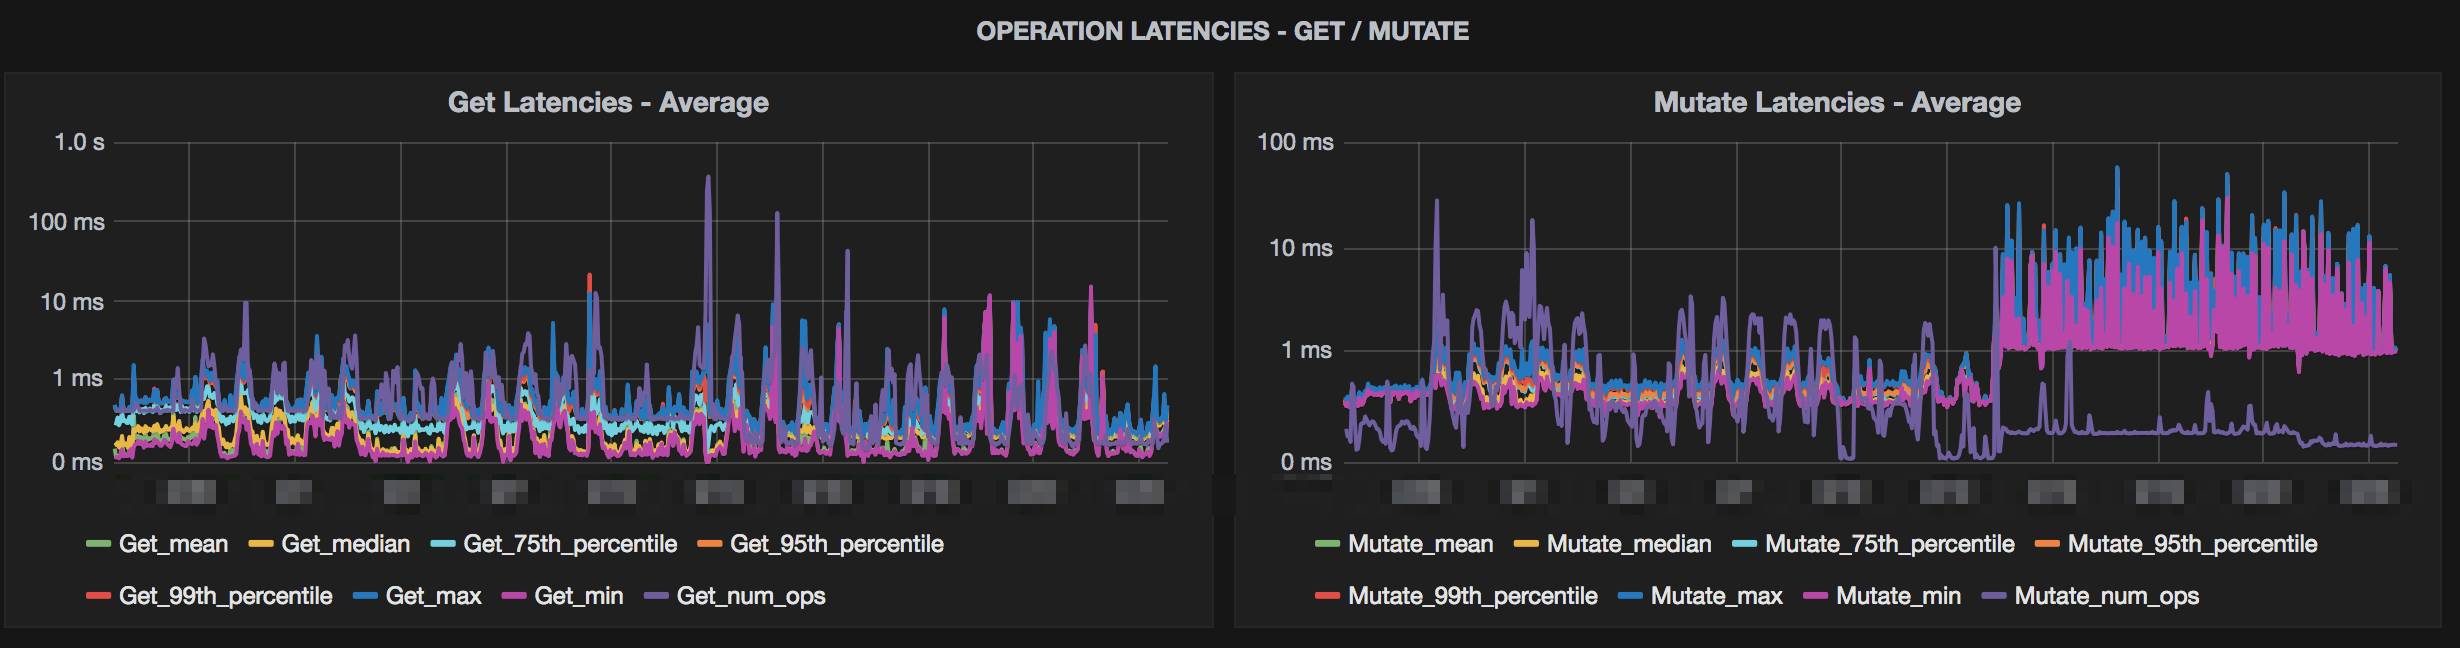 OPERATION LATENCIES - GET / MUTATE
Get Latencies - Average
1.0 s
100 ms
10 ms
1 ms
0 ms
Get_mean Get_median Get_75th_percentile Get_95th_percentile
Get_99th_percentile Get_max Get_min Get_num_ops
Mutate Latencies - Average
100 ms
10 ms
1 ms
0 ms
Mutate_mean Mutate_median Mutate_75th_percentile Mutate_95th_percentile
Mutate_99th_percentile Mutate_max Mutate_min Mutate_num_ops